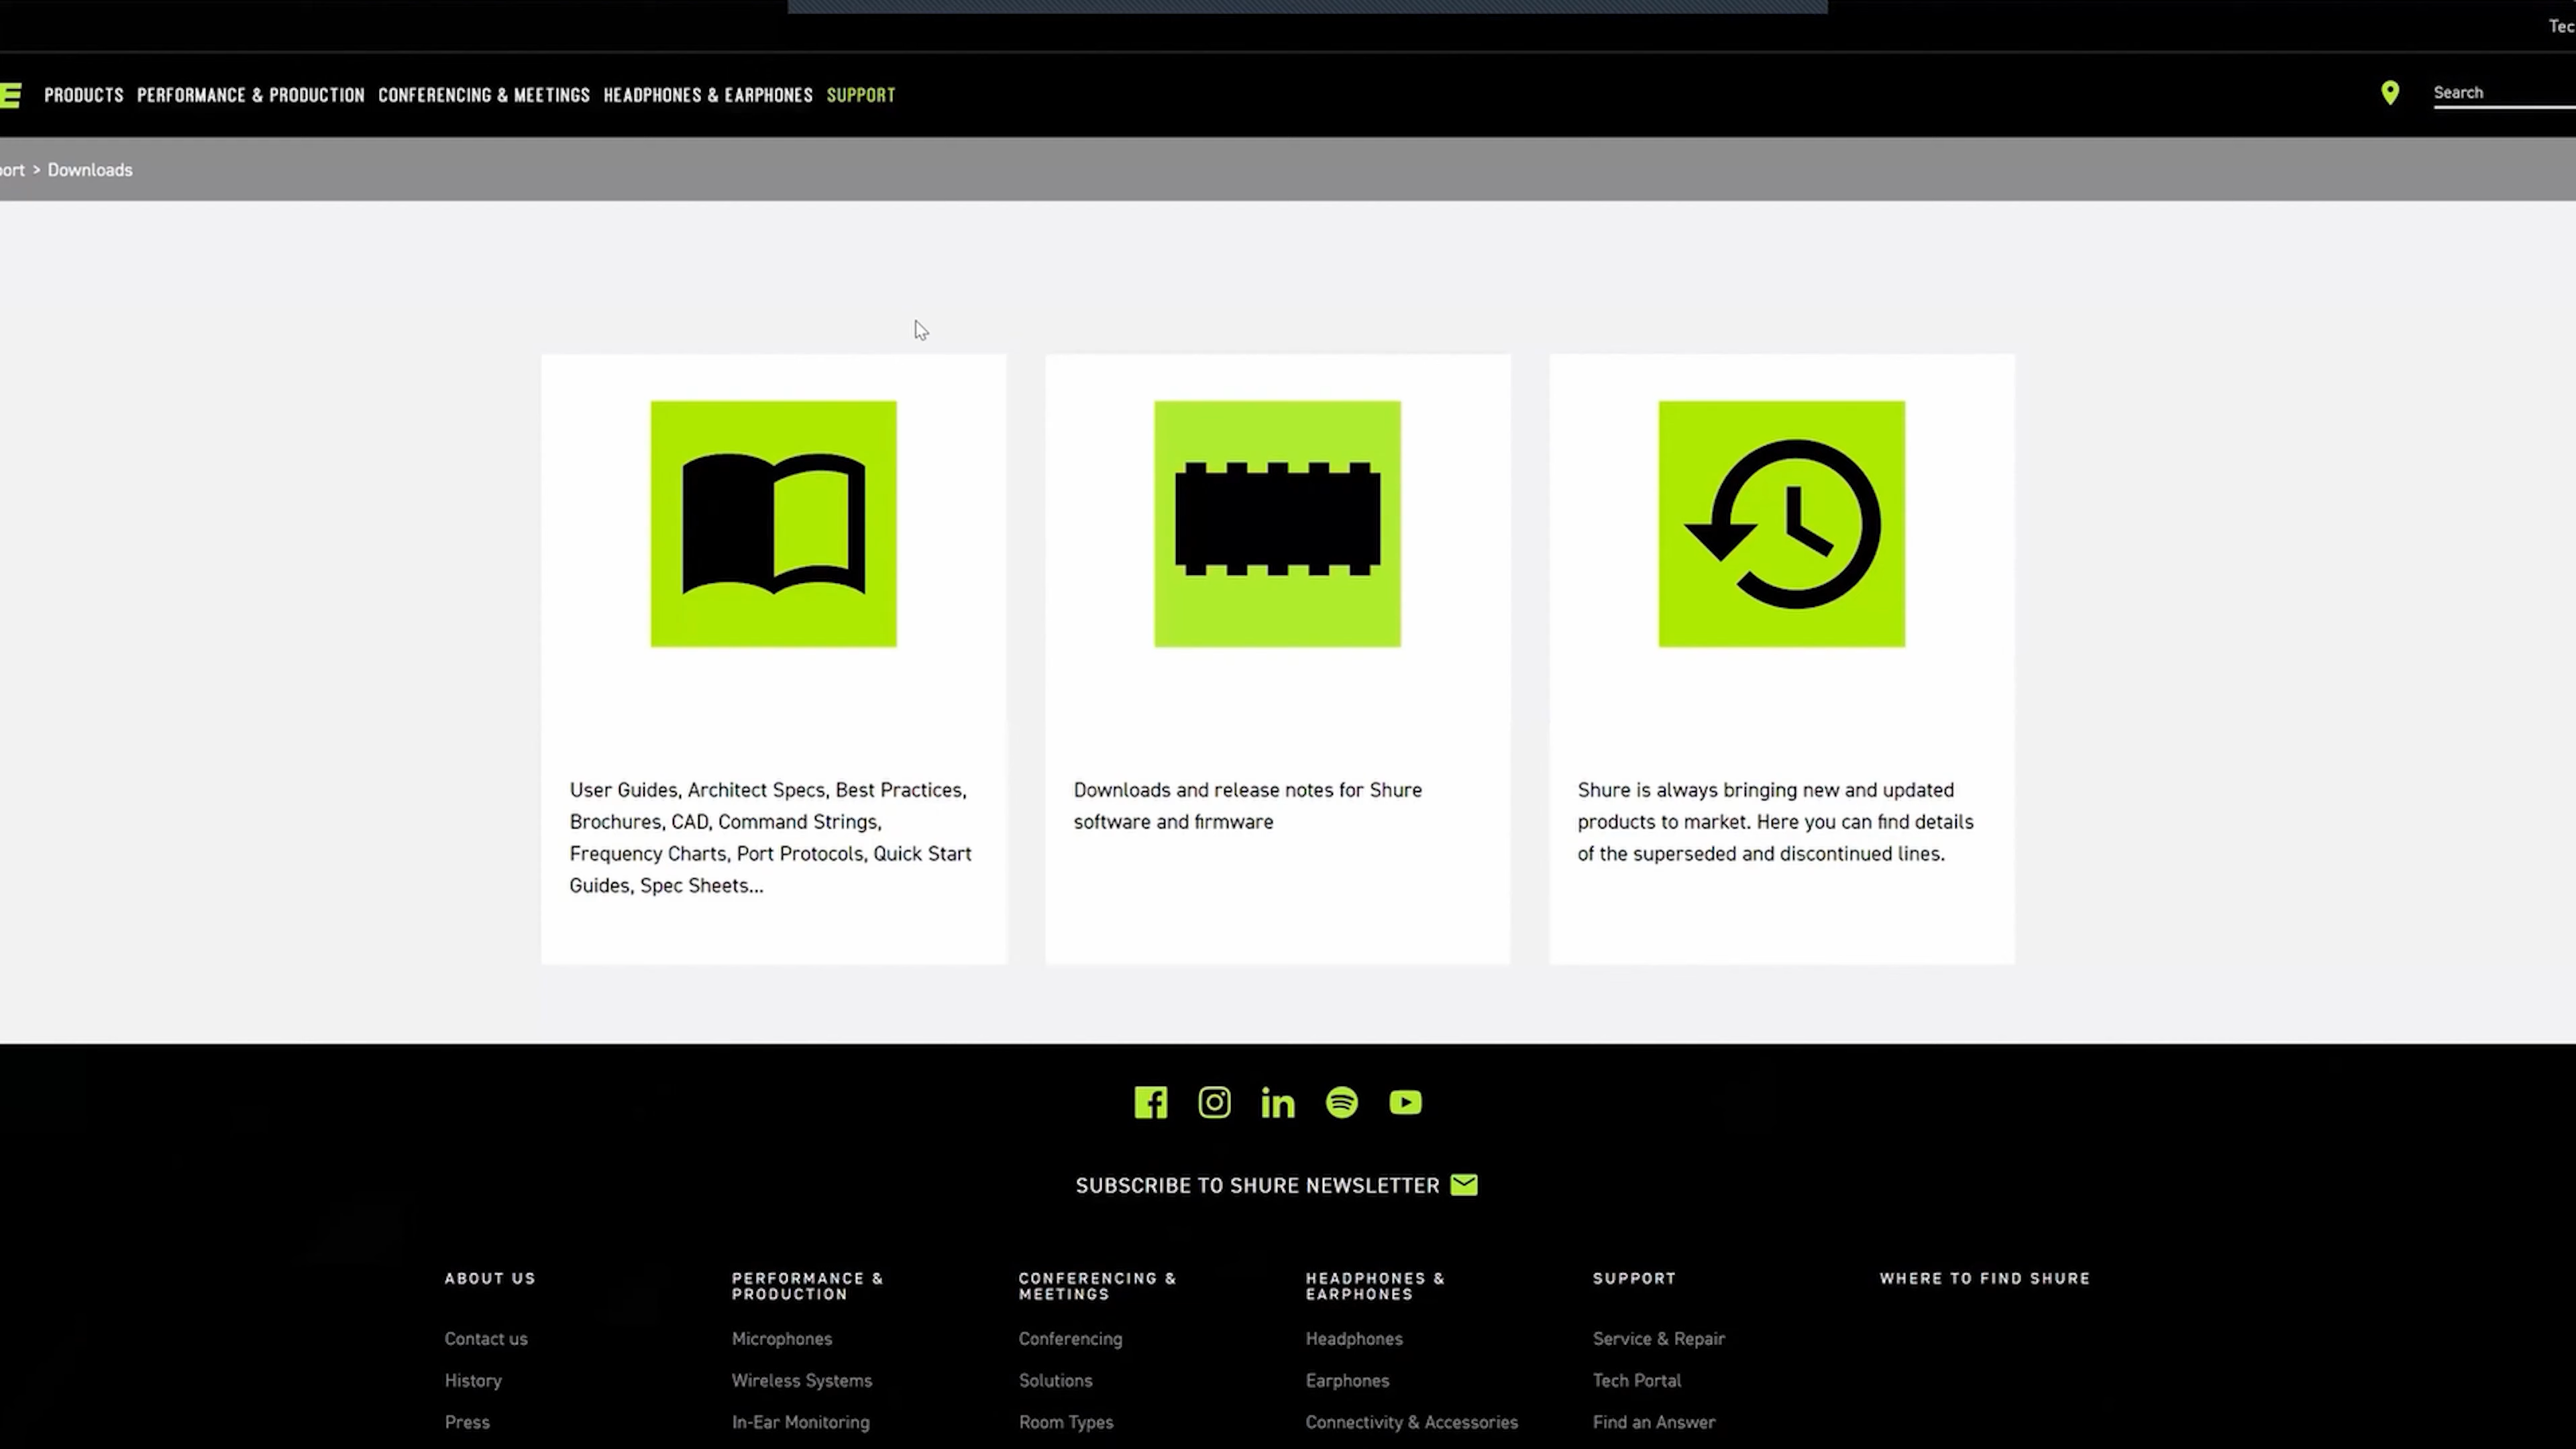 Tec
E PRODUCTS PERFORMANCE & PRODUCTION CONFERENCING & MEETINGS HEADPHONES & EARPHONES SUPPORT
Search
ort > Downloads
User Guides, Architect Specs, Best Practices,
Brochures, CAD, Command Strings,
Frequency Charts, Port Protocols, Quick Start
Guides, Spec Sheets...
Downloads and release notes for Shure
software and firmware
Shure is always bringing new and updated
products to market. Here you can find details
of the superseded and discontinued lines.
SUBSCRIBE TO SHURE NEWSLETTER
ABOUT US
Contact us
History
Press
PERFORMANCE &
PRODUCTION
Microphones
Wireless Systems
In-Ear Monitoring
CONFERENCING &
MEETINGS
Conferencing
Solutions
Room Types
HEADPHONES &
EARPHONES
Headphones
Earphones
Connectivity & Accessories
SUPPORT
Service & Repair
Tech Portal
Find an Answer
WHERE TO FIND SHURE